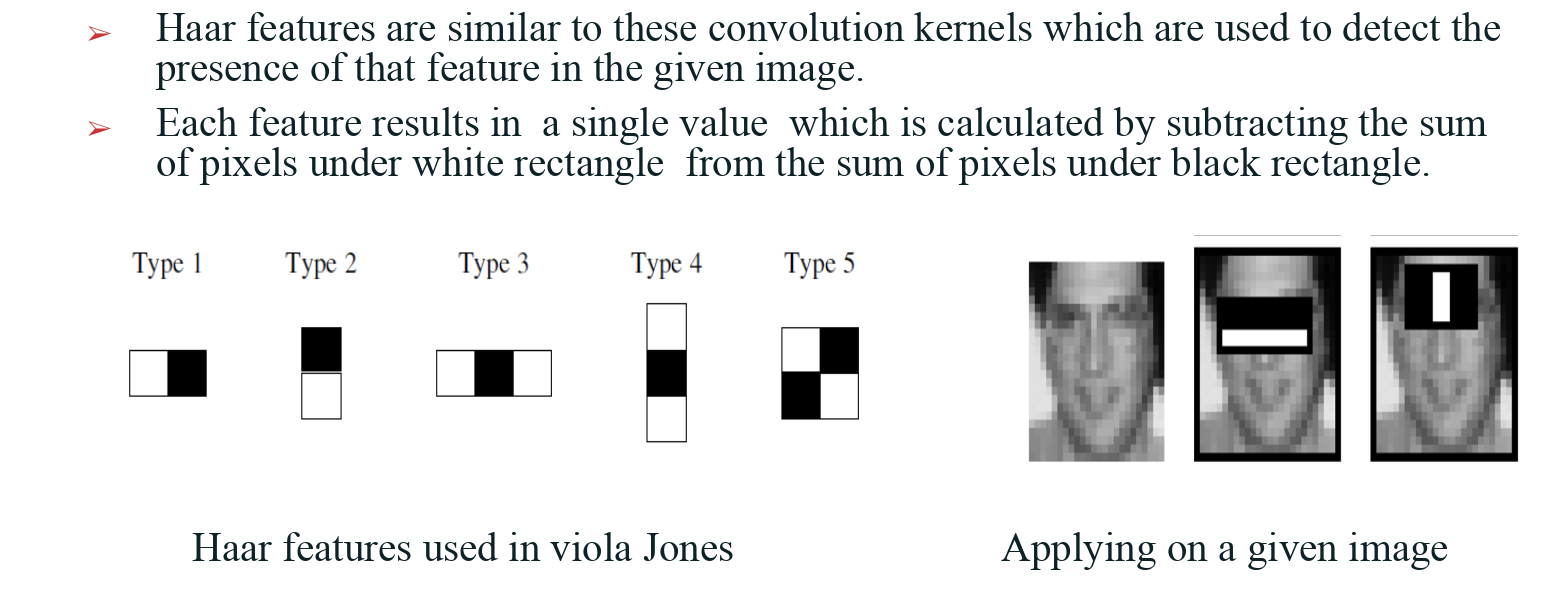 ➢ Haar features are similar to these convolution kernels which are used to detect the
presence of that feature in the given image.
➢ Each feature results in a single value which is calculated by subtracting the sum
of pixels under white rectangle from the sum of pixels under black rectangle.
Type 1 Type 2 Type 3 Type 4 Type 5
Haar features used in viola Jones
Applying on a given image